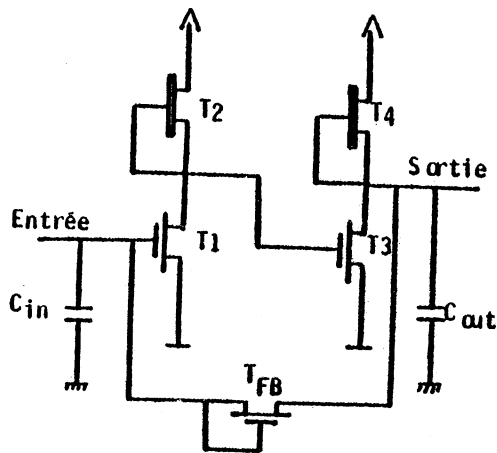 T2
T4
Sortie
Entrée
T1
T3
Cin
Cout
TFB